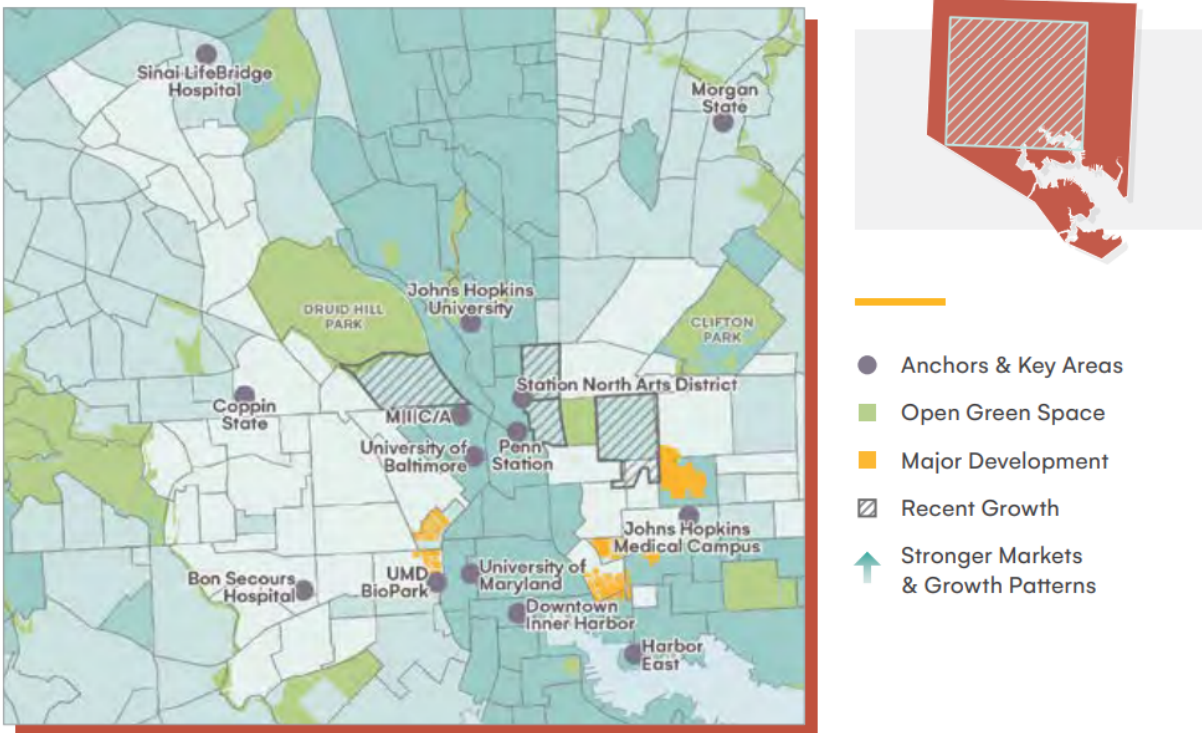 Sinai LifeBridge
Hospital
Morgan
State
Johns Hopkins
University
DRUID HILL
PARK
CLIFTON
PARK
Station North Arts District
Coppin
State
MIIIC/A
University of
Baltimore
Penn
Station
Johns Hopkins
Medical Campus
Bon Secours
Hospital
UMD
BioPark
University of
Maryland
Downtown
Inner Harbor
Harbor
East
Anchors & Key Areas
Open Green Space
Major Development
Recent Growth
Stronger Markets
& Growth Patterns